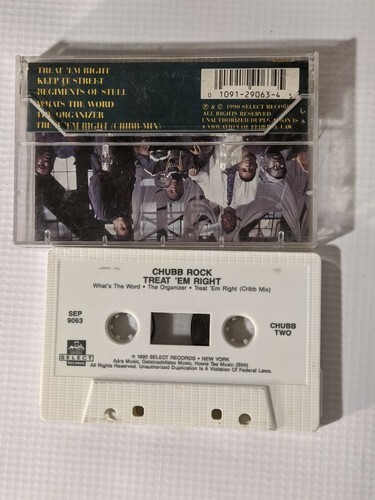 TREAT 'EM RIGHT
KEEP IT STREET
REGIMENTS OF STEEL
WHATS THE WORD
THE ORGANIZER
TREAT 'EM RIGHT (CRIBB MIX)
0 1091-29063-4 5
℗ & © 1990 SELECT RECORDS
ALL RIGHTS RESERVED
UNAUTHORIZED DUPLICATION IS
A VIOLATION OF FEDERAL LAW
CHUBB ROCK
TREAT 'EM RIGHT
What's The Word • The Organizer • Treat 'Em Right (Cribb Mix)
SEP
9063
CHUBB
TWO
SELECT
RECORDS
℗ 1990 SELECT RECORDS • NEW YORK
Adra Music, Getaloadofatso Music, Howie Tee Music (BMI)
All Rights Reserved. Unauthorized Duplication Is A Violation Of Federal Laws.